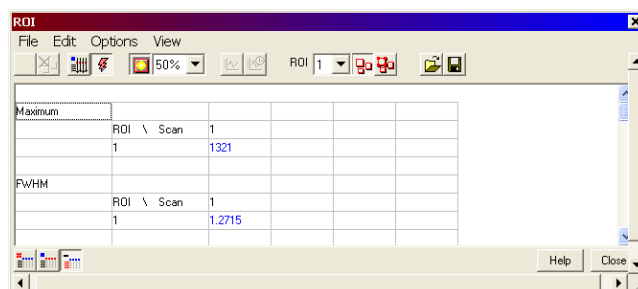 ROI
File Edit Options View
50% ROI 1
Maximum
ROI \ Scan 1
1 1321
FWHM
ROI \ Scan 1
1 1.2715
Help Close